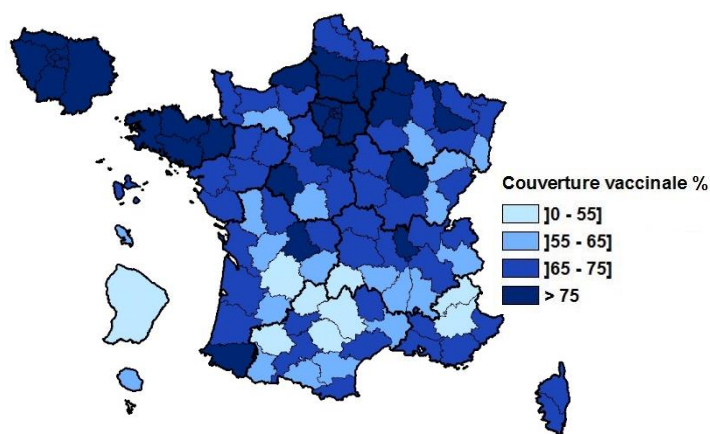 Couverture vaccinale %
]0 - 55]
]55 - 65]
]65 - 75]
> 75